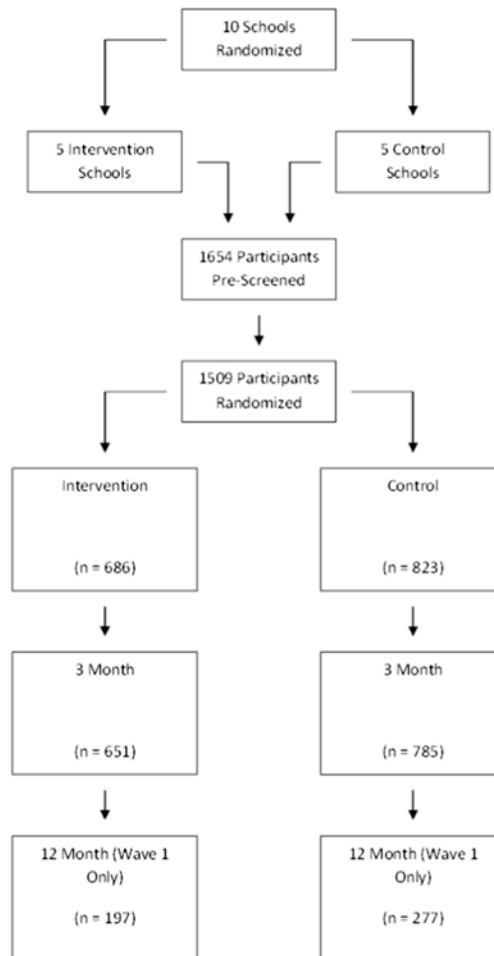 10 Schools
Randomized
5 Intervention
Schools
5 Control
Schools
1654 Participants
Pre-Screened
1509 Participants
Randomized
Intervention
(n = 686)
Control
(n = 823)
3 Month
(n = 651)
3 Month
(n = 785)
12 Month (Wave 1
Only)
(n = 197)
12 Month (Wave 1
Only)
(n = 277)